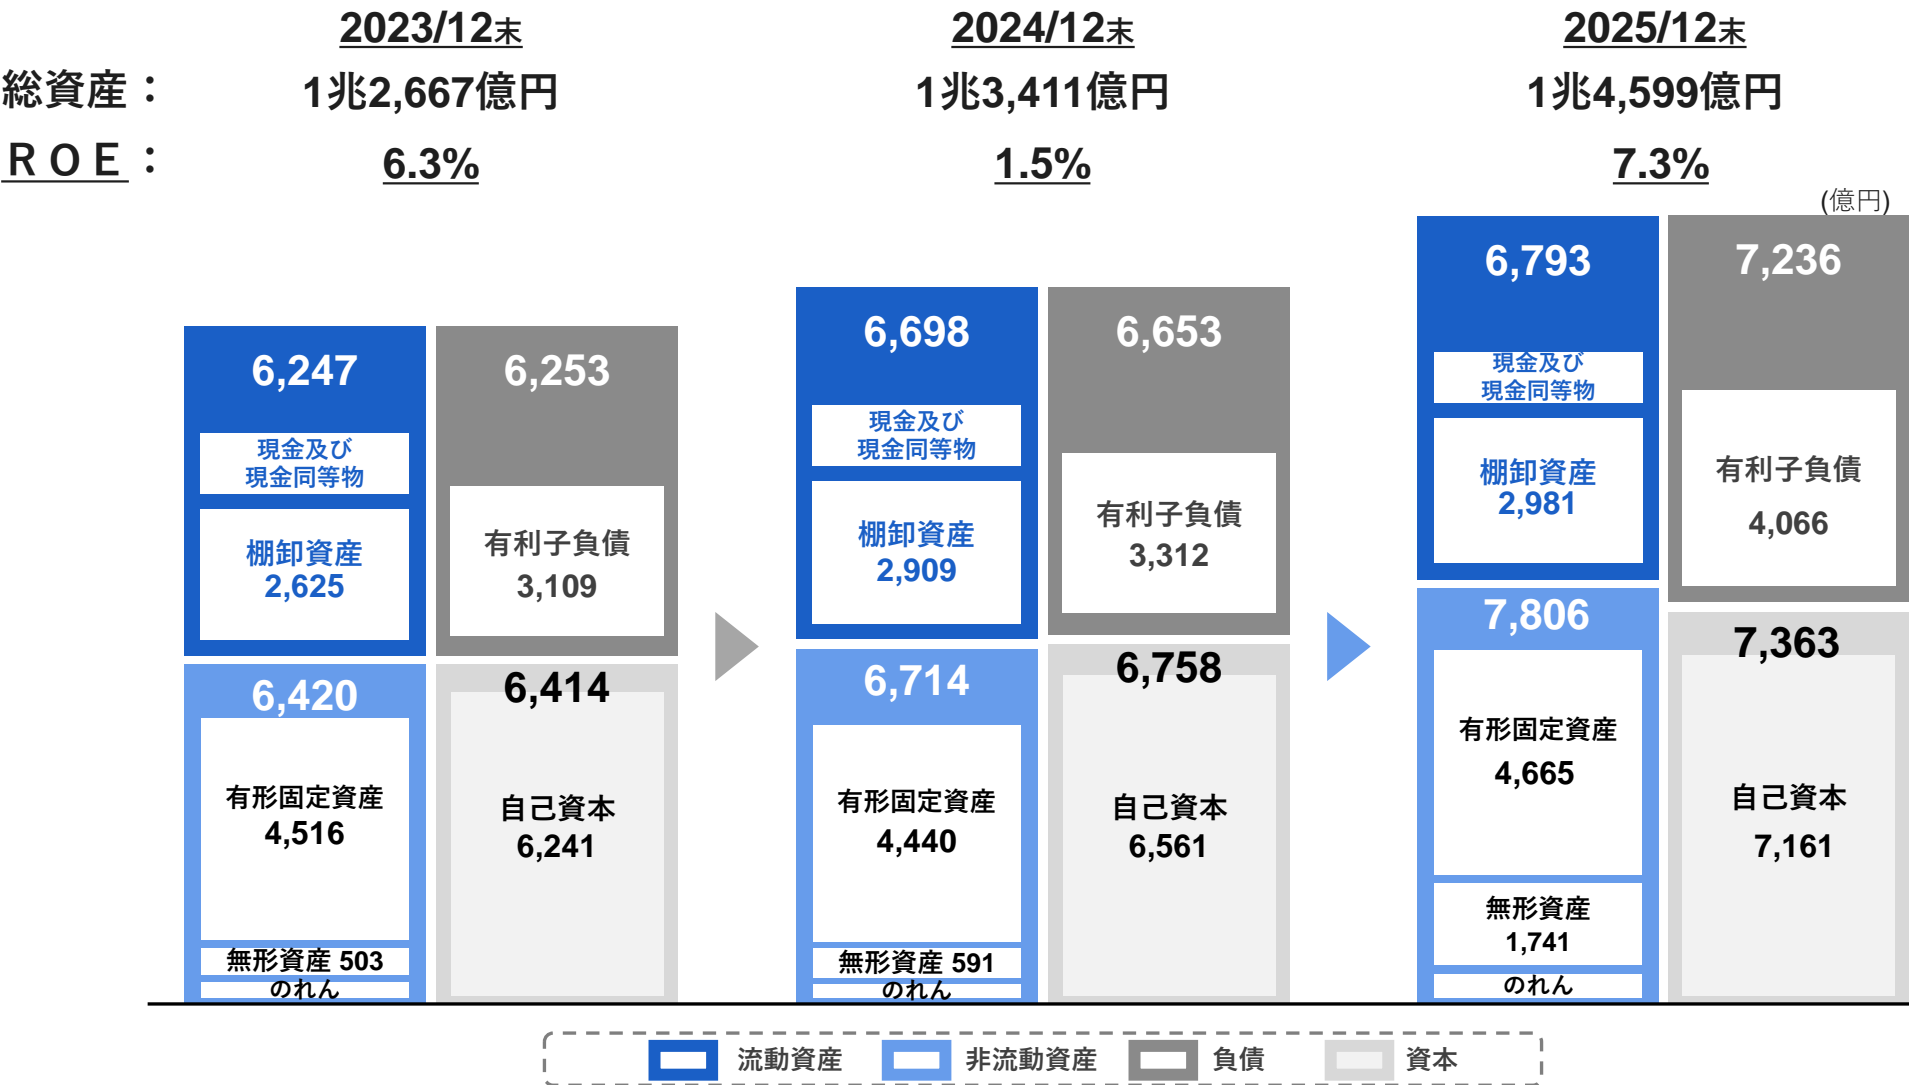 2023/12末
2024/12末
2025/12末
総資産：
1兆2,667億円
1兆3,411億円
1兆4,599億円
ＲＯＥ：
6.3%
1.5%
7.3%
(億円)
6,247
現金及び
現金同等物
棚卸資産
2,625
6,420
有形固定資産
4,516
無形資産 503
のれん
6,253
有利子負債
3,109
6,414
自己資本
6,241
6,698
現金及び
現金同等物
棚卸資産
2,909
6,714
有形固定資産
4,440
無形資産 591
のれん
6,653
有利子負債
3,312
6,758
自己資本
6,561
6,793
現金及び
現金同等物
棚卸資産
2,981
7,806
有形固定資産
4,665
無形資産
1,741
のれん
7,236
有利子負債
4,066
7,363
自己資本
7,161
流動資産
非流動資産
負債
資本